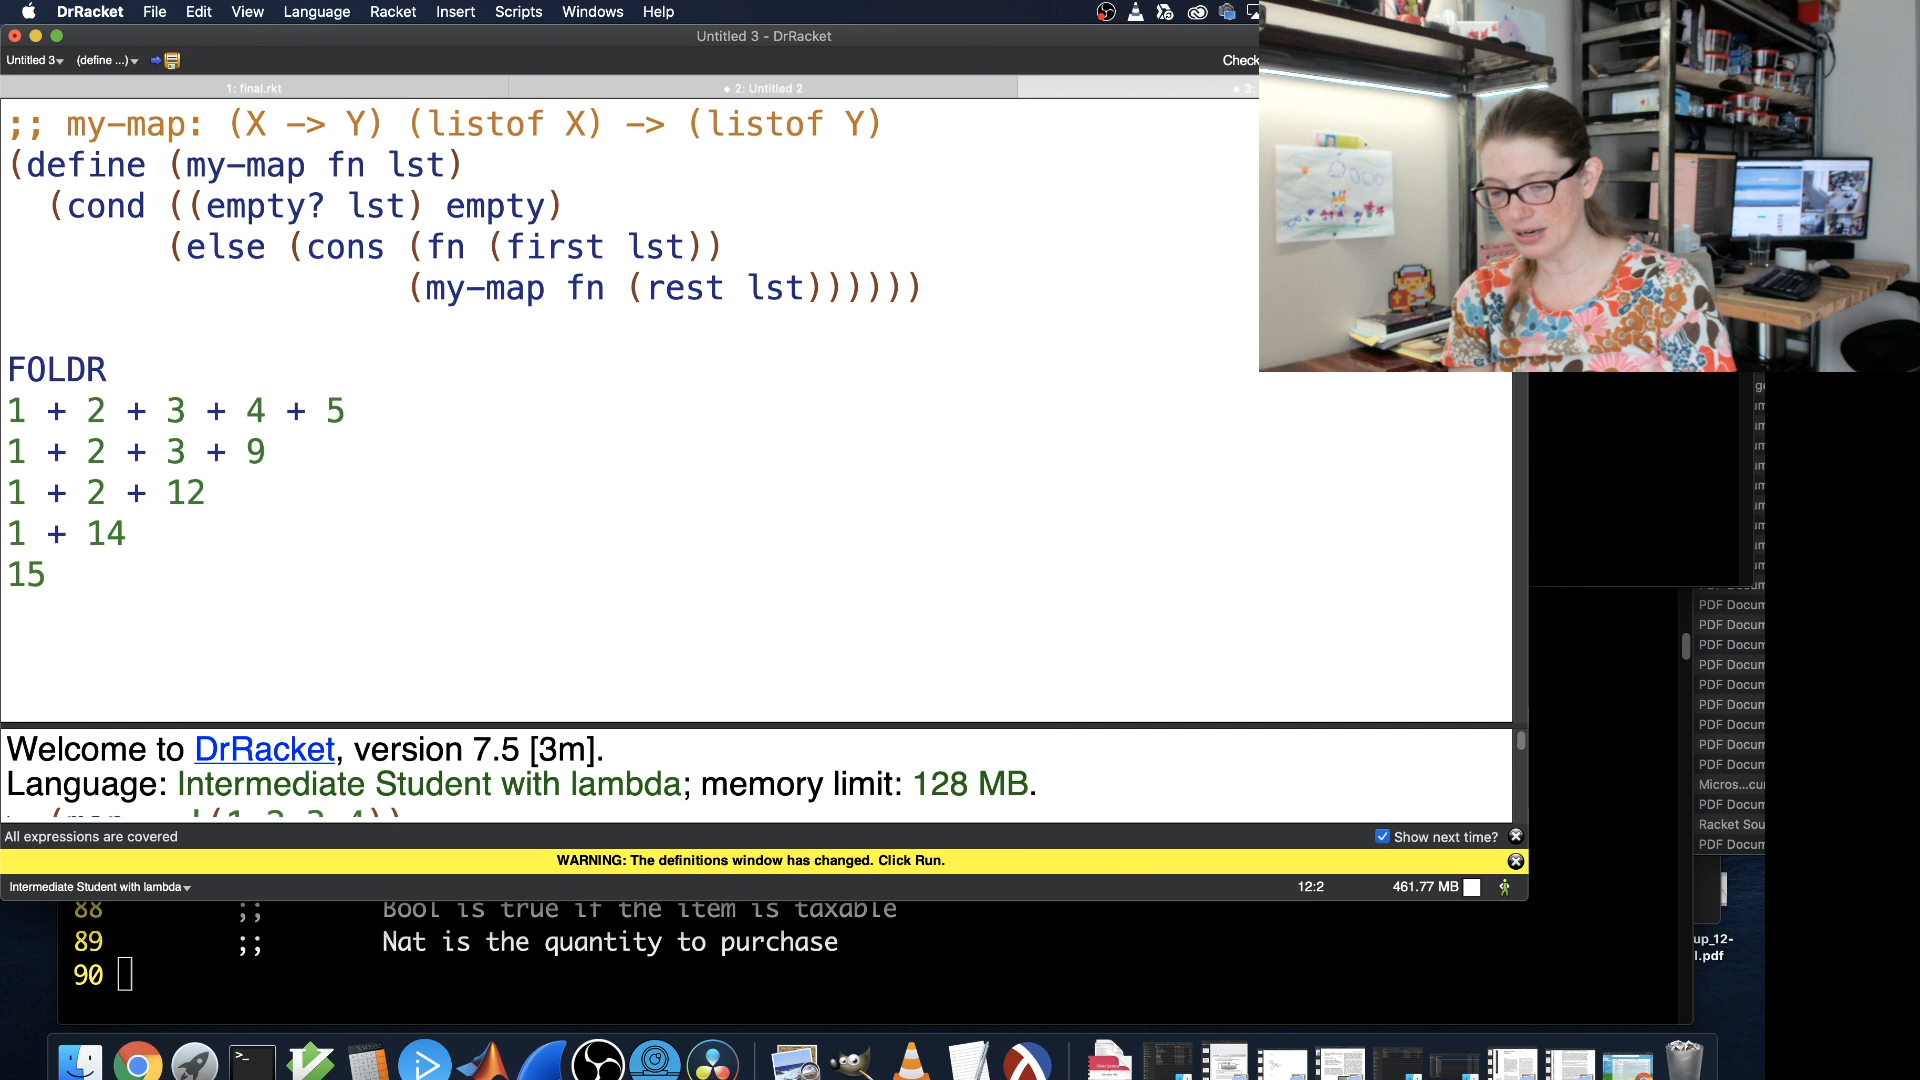 DrRacket File Edit View Language Racket Insert Scripts Windows Help
Untitled 3 - DrRacket
Untitled 3 (define ...) Check
1: final.rkt 2: Untitled 2 3:
;; my-map: (X -> Y) (listof X) -> (listof Y)
(define (my-map fn lst)
(cond ((empty? lst) empty)
(else (cons (fn (first lst))
(my-map fn (rest lst))))))
FOLDR
1 + 2 + 3 + 4 + 5
1 + 2 + 3 + 9
1 + 2 + 12
1 + 14
15
PDF Docum
PDF Docum
PDF Docum
PDF Docum
PDF Docum
PDF Docum
PDF Docum
PDF Docum
PDF Docum
Micros...cur
PDF Docum
Racket Sou
PDF Docum
Welcome to DrRacket, version 7.5 [3m].
Language: Intermediate Student with lambda; memory limit: 128 MB.
All expressions are covered Show next time?
WARNING: The definitions window has changed. Click Run.
Intermediate Student with lambda 12:2 461.77 MB
88 ;; Bool is true if the item is taxable
89 ;; Nat is the quantity to purchase
90
up_12-
l.pdf